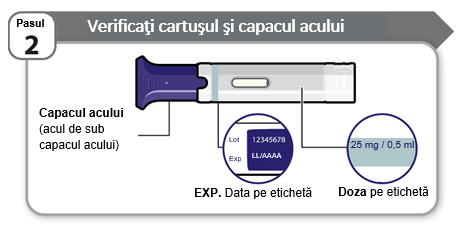 Pasul
2
Verificaţi cartuşul şi capacul acului
Capacul acului
(acul de sub
capacul acului)
Lot 12345678
Exp LL/AAAA
25 mg / 0,5 ml
EXP. Data pe etichetă
Doza pe etichetă